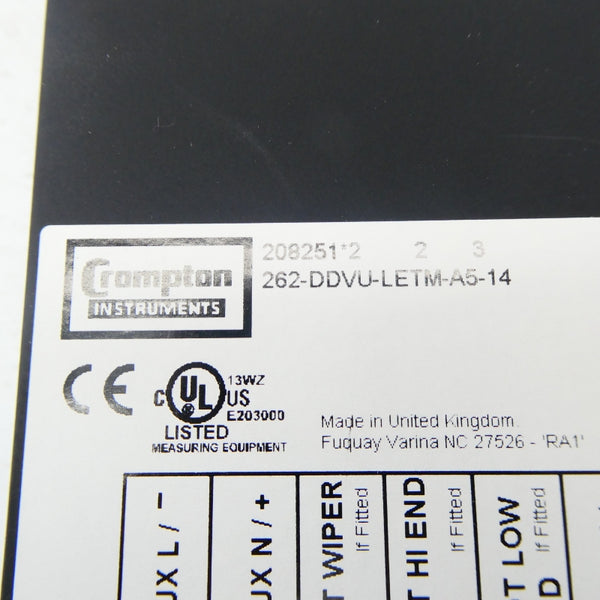 Crompton
INSTRUMENTS
208251*2 2 3
262-DDVU-LETM-A5-14
CE
C UL US
13WZ
E203000
LISTED
MEASURING EQUIPMENT
Made in United Kingdom.
Fuquay Varina NC 27526 - 'RA1'
UX L / −
UX N / +
T WIPER
If Fitted
T HI END
If Fitted
T LOW
D
If Fitted